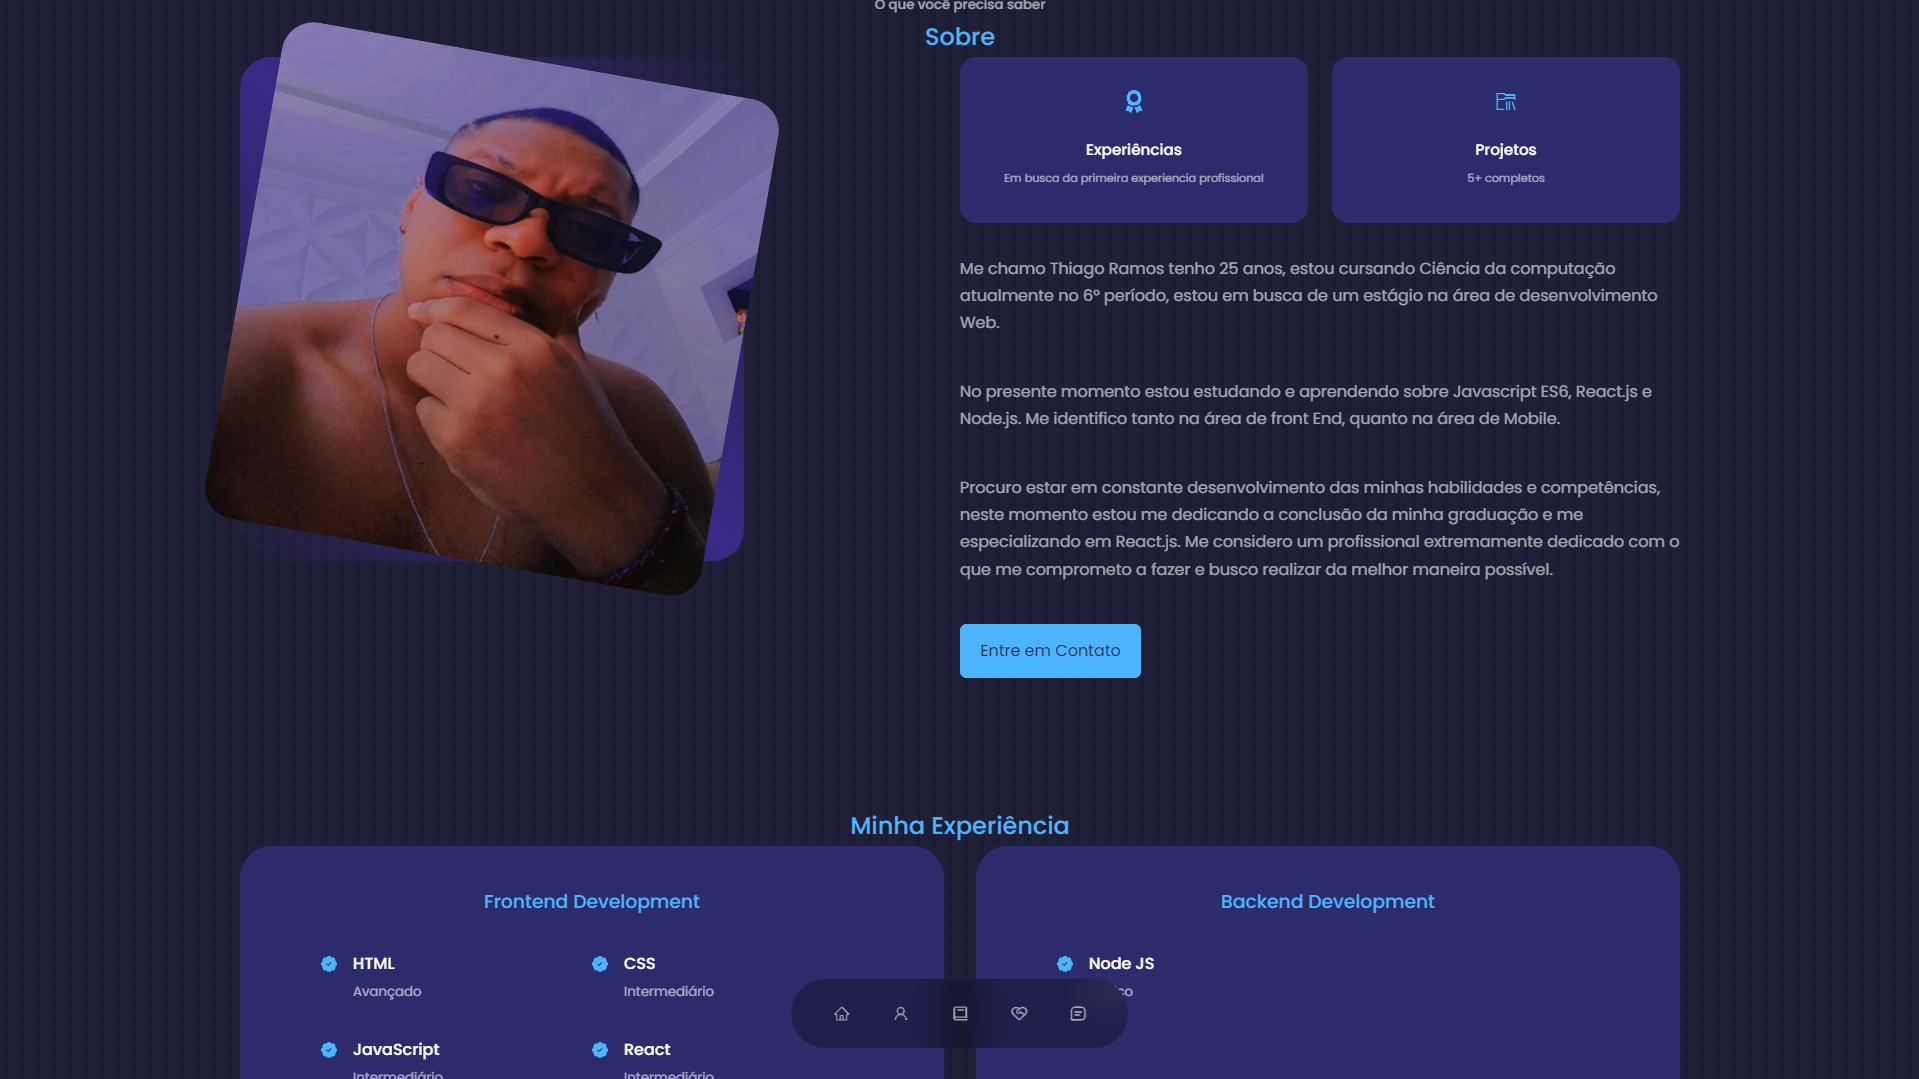 O que você precisa saber
Sobre
Experiências
Em busca da primeira experiencia profissional
Projetos
5+ completos
Me chamo Thiago Ramos tenho 25 anos, estou cursando Ciência da computação
atualmente no 6º período, estou em busca de um estágio na área de desenvolvimento
Web.
No presente momento estou estudando e aprendendo sobre Javascript ES6, React.js e
Node.js. Me identifico tanto na área de front End, quanto na área de Mobile.
Procuro estar em constante desenvolvimento das minhas habilidades e competências,
neste momento estou me dedicando a conclusão da minha graduação e me
especializando em React.js. Me considero um profissional extremamente dedicado com o
que me comprometo a fazer e busco realizar da melhor maneira possível.
Entre em Contato
Minha Experiência
Frontend Development
HTML
Avançado
CSS
Intermediário
JavaScript
Intermediário
React
Intermediário
Backend Development
Node JS